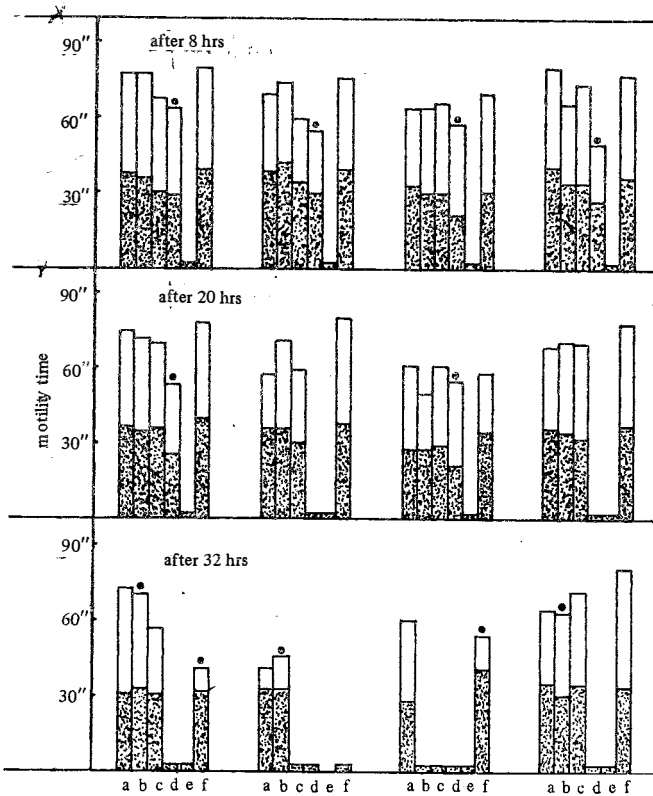 90''
after 8 hrs
60''
30''
90''
after 20 hrs
60''
motility time
30''
90''
after 32 hrs
60''
30''
a b c d e f a b c d e f a b c d e f a b c d e f